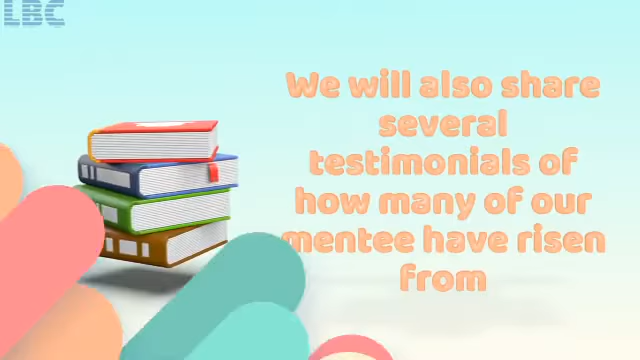 LBC
We will also share
several
testimonials of
how many of our
mentee have risen
from